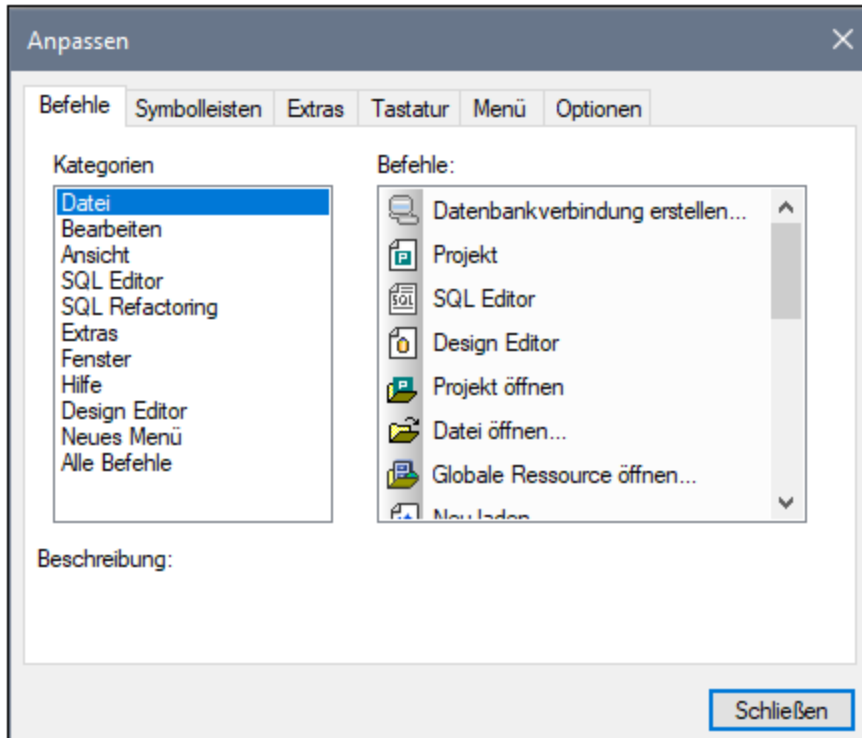 Anpassen
Befehle Symbolleisten Extras Tastatur Menü Optionen
Kategorien
Datei
Bearbeiten
Ansicht
SQL Editor
SQL Refactoring
Extras
Fenster
Hilfe
Design Editor
Neues Menü
Alle Befehle
Befehle:
Datenbankverbindung erstellen...
Projekt
SQL Editor
Design Editor
Projekt öffnen
Datei öffnen...
Globale Ressource öffnen...
Neu laden
Beschreibung:
Schließen